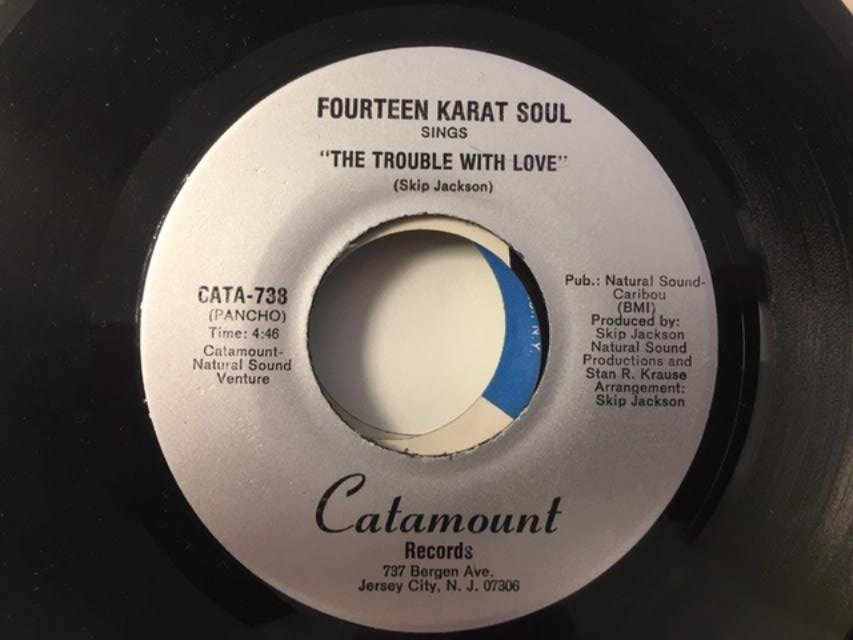 FOURTEEN KARAT SOUL
SINGS
"THE TROUBLE WITH LOVE"
(Skip Jackson)
CATA-738
(PANCHO)
Time: 4:46
Catamount-
Natural Sound
Venture
Pub.: Natural Sound-
Caribou
(BMI)
Produced by:
Skip Jackson
Natural Sound
Productions and
Stan R. Krause
Arrangement:
Skip Jackson
N.Y.
Catamount
Records
737 Bergen Ave.
Jersey City, N. J. 07306